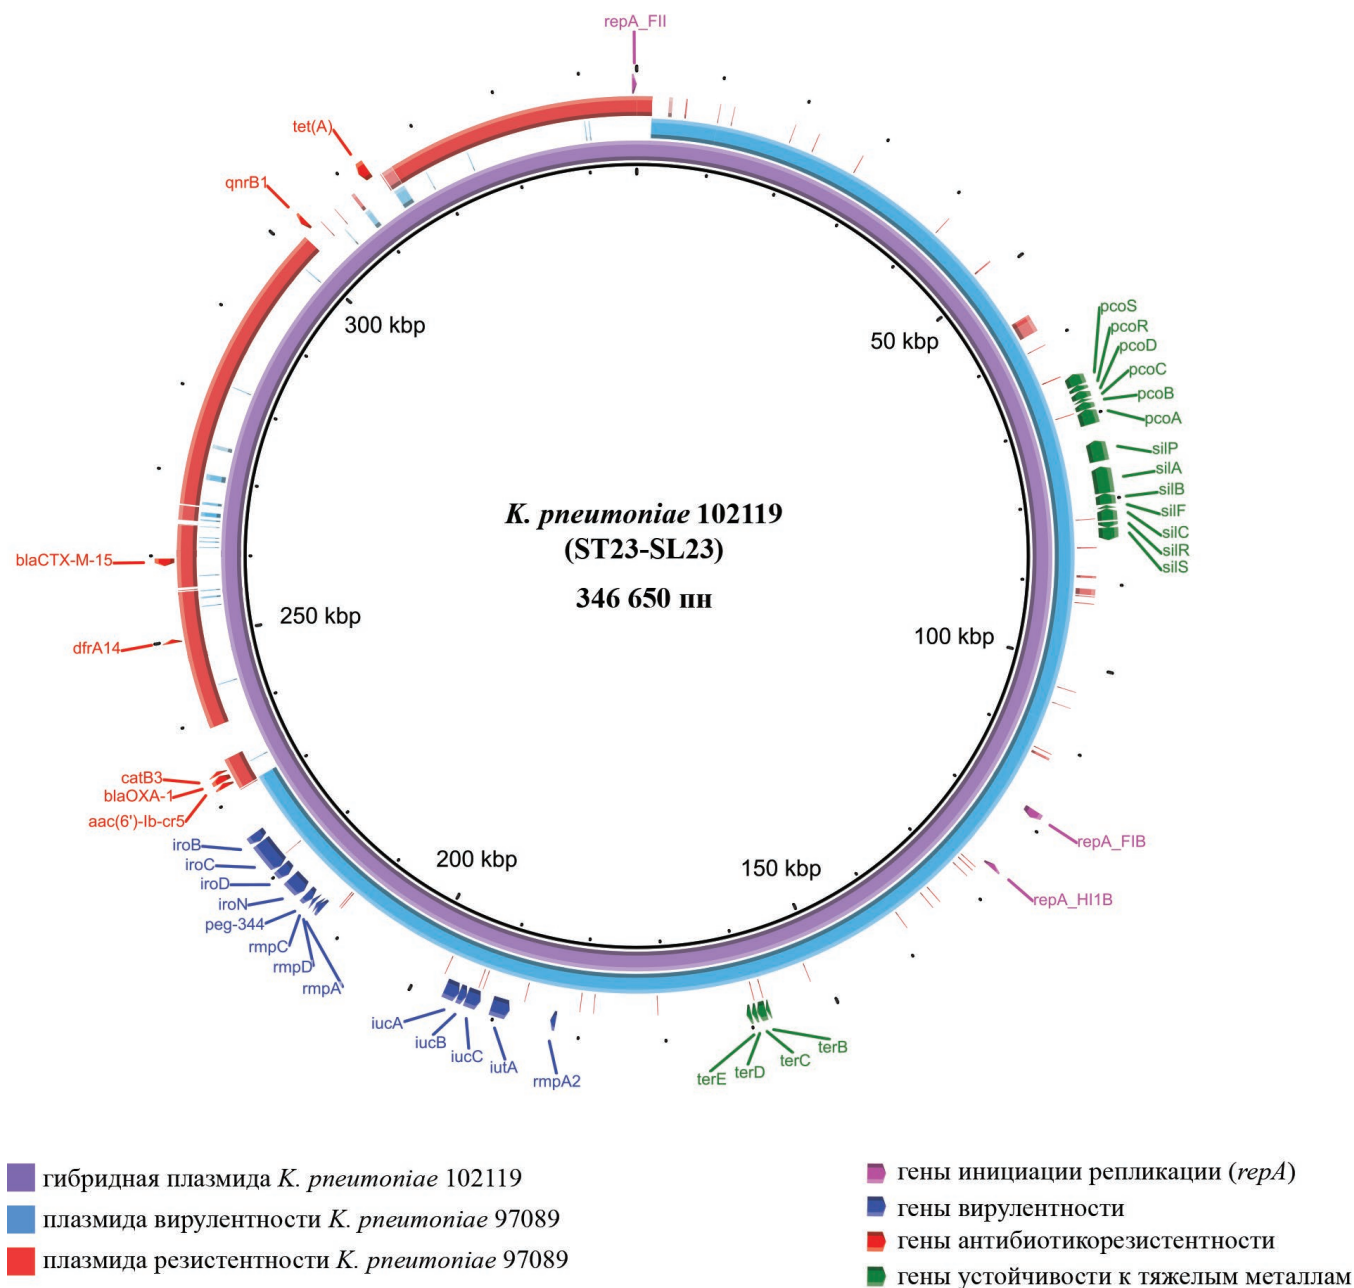 repA_FII
tet(A)
qnrB1
300 kbp
50 kbp
pcoS
pcoR
pcoD
pcoC
pcoB
pcoA
silP
silA
silB
silF
silC
silR
silS
K. pneumoniae 102119
(ST23-SL23)
346 650 пн
blaCTX-M-15
dfrA14
250 kbp
100 kbp
catB3
blaOXA-1
aac(6')-Ib-cr5
iroB
iroC
iroD
iroN
peg-344
rmpC
rmpD
rmpA
200 kbp
150 kbp
repA_FIB
repA_HI1B
iucA
iucB
iucC
iutA
rmpA2
terE
terD
terC
terB
гибридная плазмида K. pneumoniae 102119
плазмида вирулентности K. pneumoniae 97089
плазмида резистентности K. pneumoniae 97089
гены инициации репликации (repA)
гены вирулентности
гены антибиотикорезистентности
гены устойчивости к тяжелым металлам